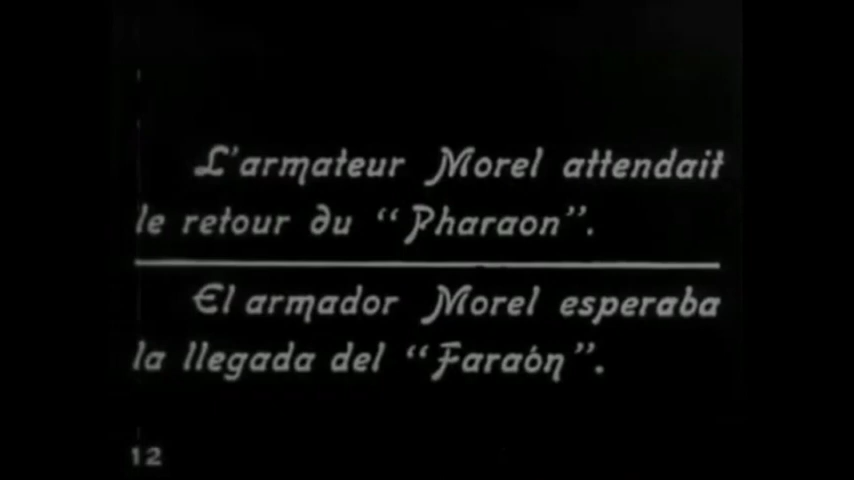 L'armateur Morel attendait
le retour du “Pharaon”.
El armador Morel esperaba
la llegada del “Faraón”.
12